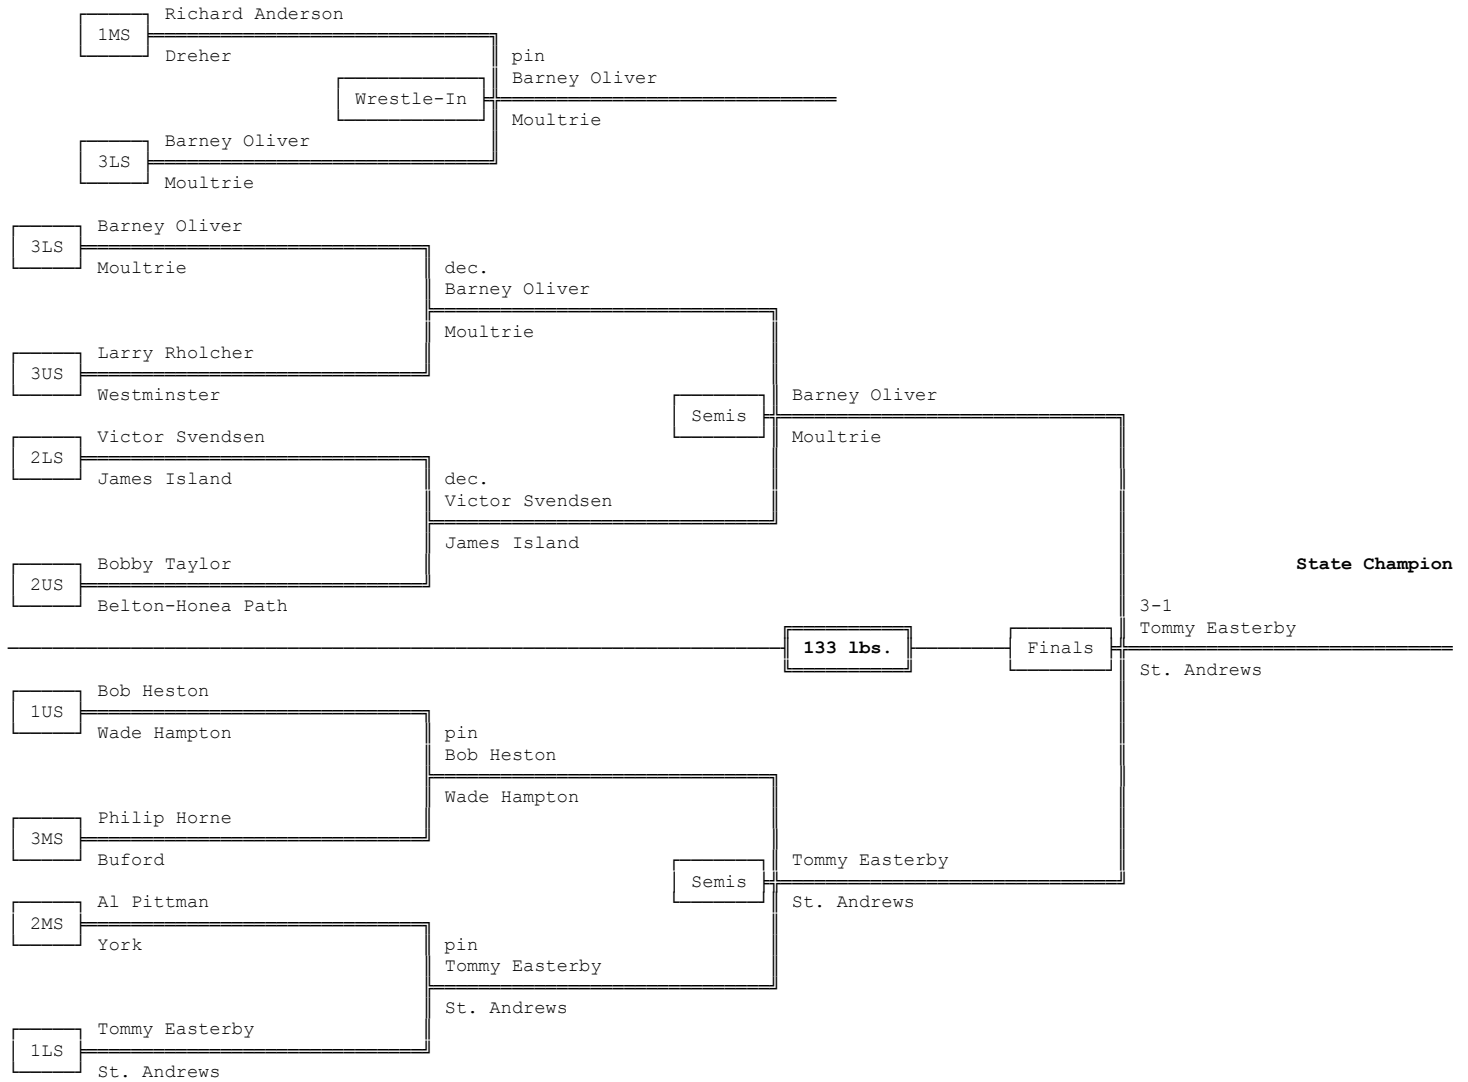 Richard Anderson
1MS
Dreher
pin
Barney Oliver
Wrestle-In
Moultrie
Barney Oliver
3LS
Moultrie
Barney Oliver
3LS
Moultrie
dec.
Barney Oliver
Moultrie
Larry Rholcher
3US
Westminster
Barney Oliver
Semis
Moultrie
Victor Svendsen
2LS
James Island
dec.
Victor Svendsen
James Island
Bobby Taylor
2US
Belton-Honea Path
State Champion
3-1
Tommy Easterby
133 lbs.
Finals
St. Andrews
Bob Heston
1US
Wade Hampton
pin
Bob Heston
Wade Hampton
Philip Horne
3MS
Buford
Tommy Easterby
Semis
St. Andrews
Al Pittman
2MS
York
pin
Tommy Easterby
St. Andrews
Tommy Easterby
1LS
St. Andrews